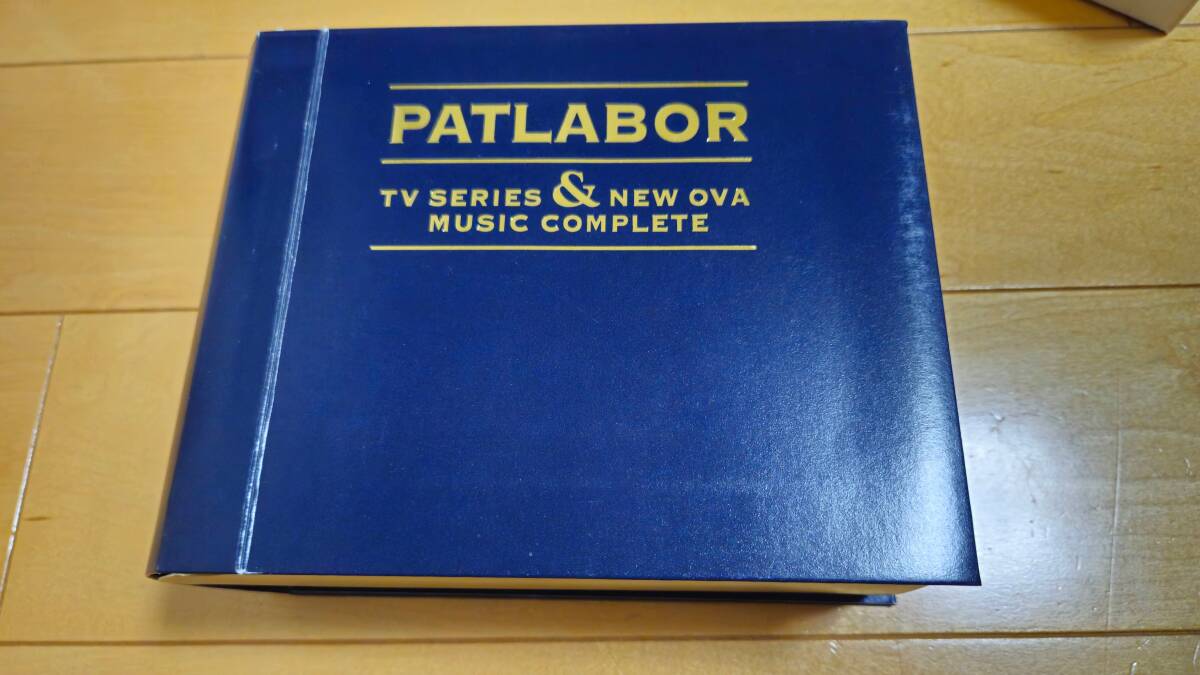 PATLABOR
TV SERIES & NEW OVA
MUSIC COMPLETE